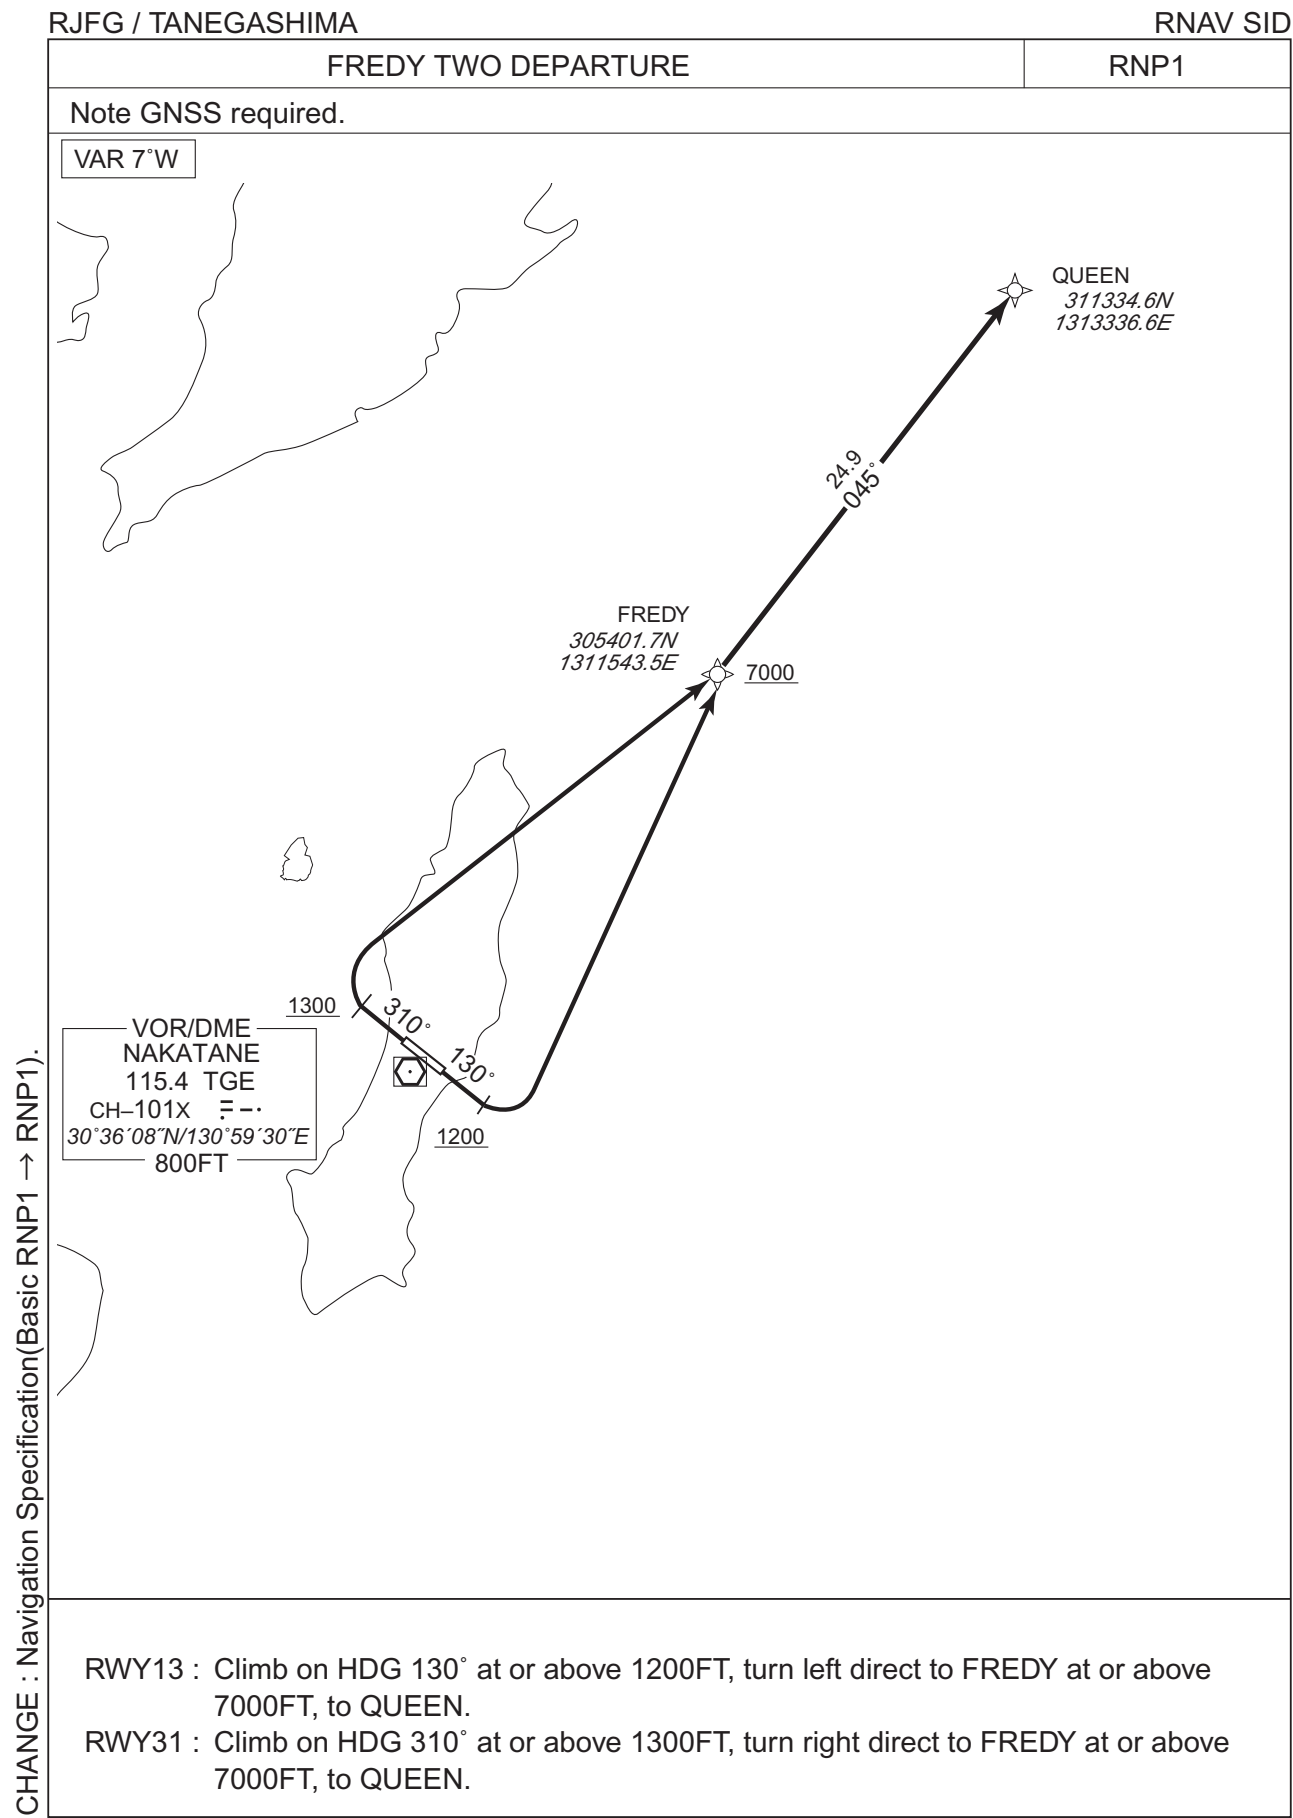 RJFG / TANEGASHIMA
RNAV SID
FREDY TWO DEPARTURE
RNP1
Note GNSS required.
VAR 7˚W
QUEEN
311334.6N
1313336.6E
24.9
045˚
FREDY
305401.7N
1311543.5E
7000
1300
310˚
130˚
1200
VOR/DME
NAKATANE
115.4 TGE
CH–101X
30˚36´08˝N/130˚59´30˝E
800FT
RWY13 : Climb on HDG 130˚ at or above 1200FT, turn left direct to FREDY at or above
7000FT, to QUEEN.
RWY31 : Climb on HDG 310˚ at or above 1300FT, turn right direct to FREDY at or above
7000FT, to QUEEN.
CHANGE : Navigation Specification(Basic RNP1 → RNP1).